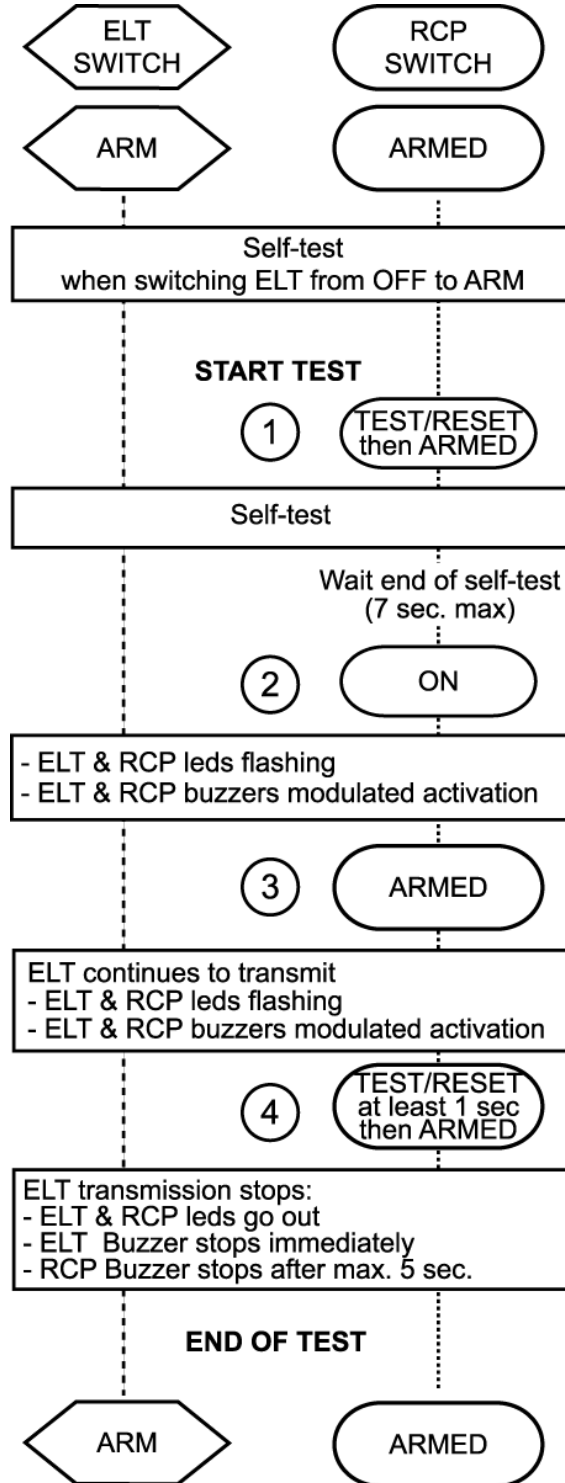 ELT
SWITCH
RCP
SWITCH
ARM
ARMED
Self-test
when switching ELT from OFF to ARM
START TEST
1
TEST/RESET
then ARMED
Self-test
Wait end of self-test
(7 sec. max)
2
ON
- ELT & RCP leds flashing
- ELT & RCP buzzers modulated activation
3
ARMED
ELT continues to transmit
- ELT & RCP leds flashing
- ELT & RCP buzzers modulated activation
4
TEST/RESET
at least 1 sec
then ARMED
ELT transmission stops:
- ELT & RCP leds go out
- ELT Buzzer stops immediately
- RCP Buzzer stops after max. 5 sec.
END OF TEST
ARM
ARMED